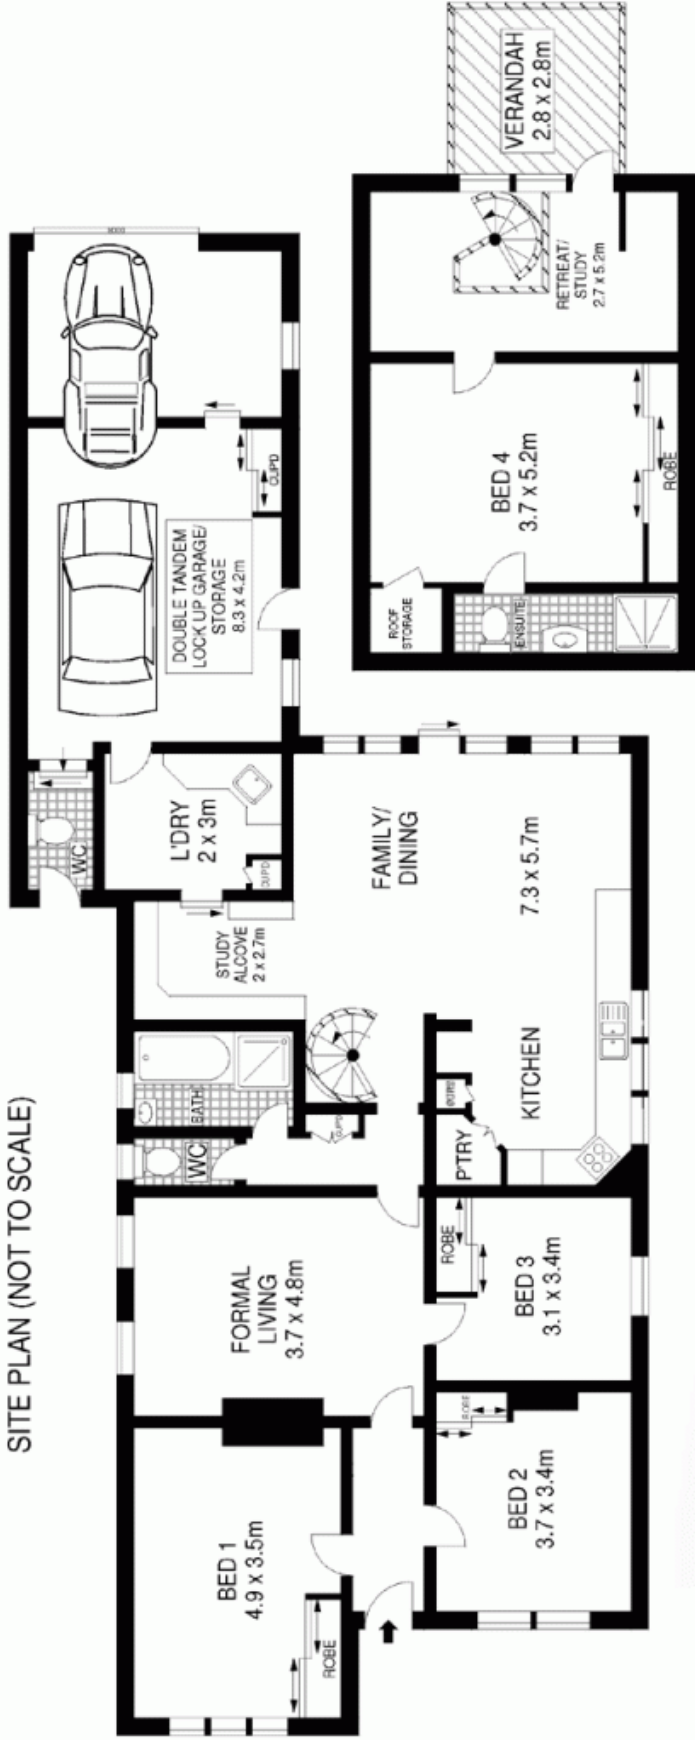 VERANDAH
2.8 x 2.8m
RETREAT/
STUDY
2.7 x 5.2m
BED 4
3.7 x 5.2m
ROBE
ROOF
STORAGE
ENSUITE
CUPD
DOUBLE TANDEM
LOCK UP GARAGE/
STORAGE
8.3 x 4.2m
WC
L'DRY
2 x 3m
CUPD
FAMILY/
DINING
7.3 x 5.7m
STUDY
ALCOVE
2 x 2.7m
KITCHEN
BATH
CUPD
P'TRY
WC
SITE PLAN (NOT TO SCALE)
FORMAL
LIVING
3.7 x 4.8m
ROBE
BED 3
3.1 x 3.4m
ROBE
BED 2
3.7 x 3.4m
BED 1
4.9 x 3.5m
ROBE